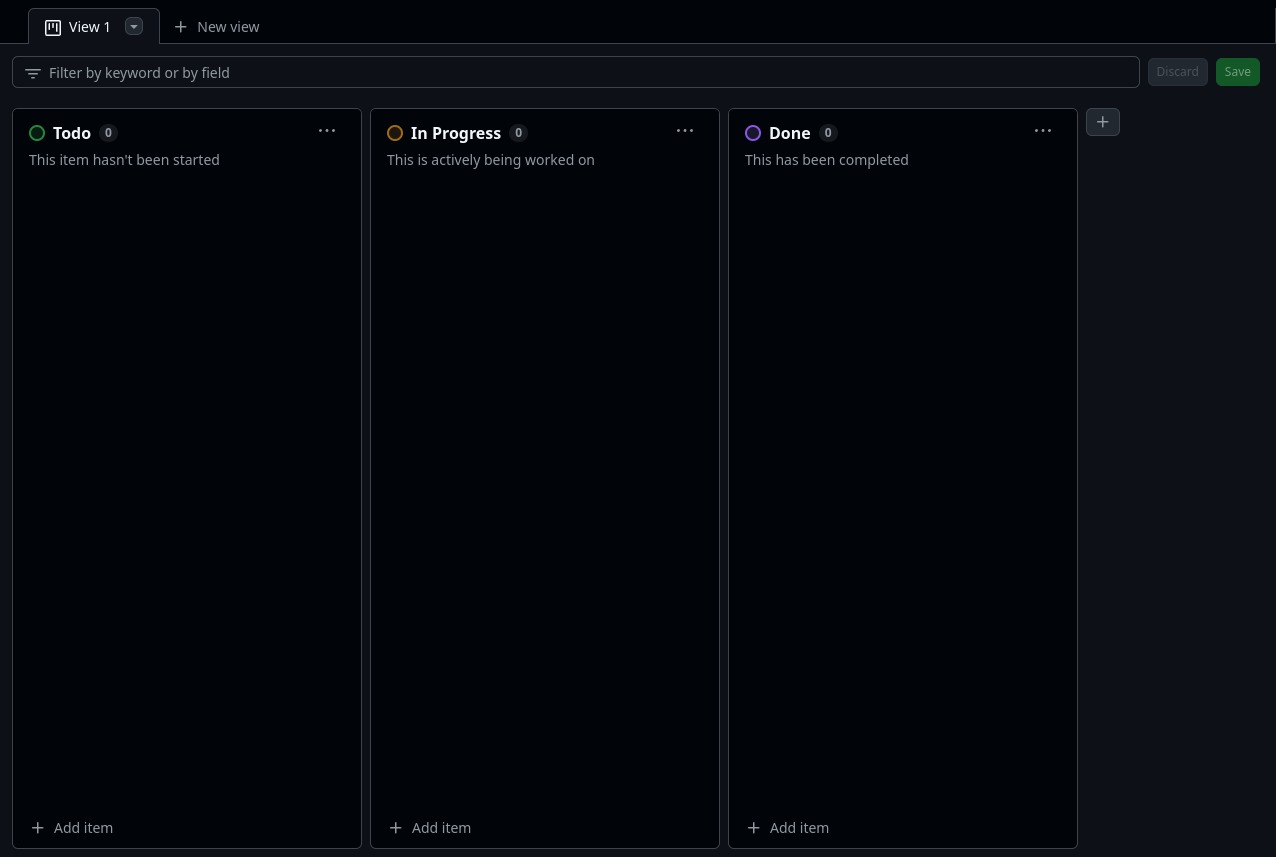 View 1
New view
Filter by keyword or by field
Discard
Save
Todo 0
This item hasn't been started
In Progress 0
This is actively being worked on
Done 0
This has been completed
Add item
Add item
Add item